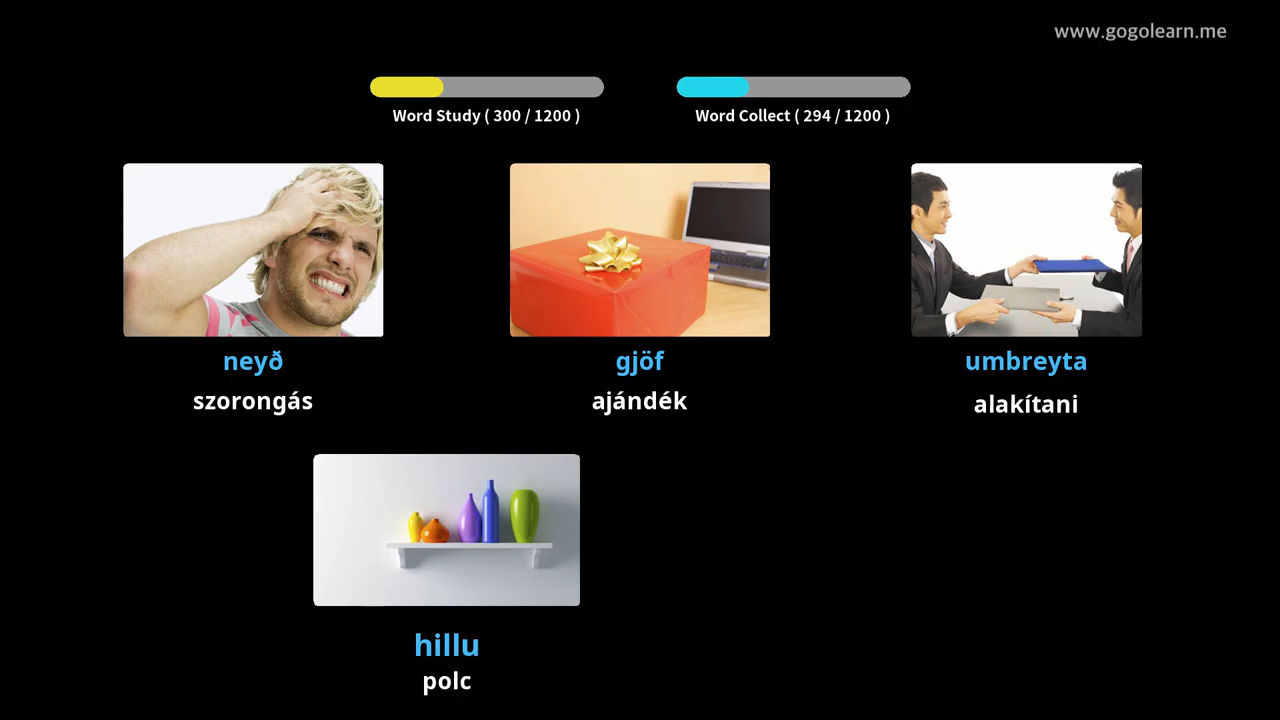 www.gogolearn.me
Word Study ( 300 / 1200 )
Word Collect ( 294 / 1200 )
neyð
gjöf
umbreyta
szorongás
ajándék
alakítani
hillu
polc